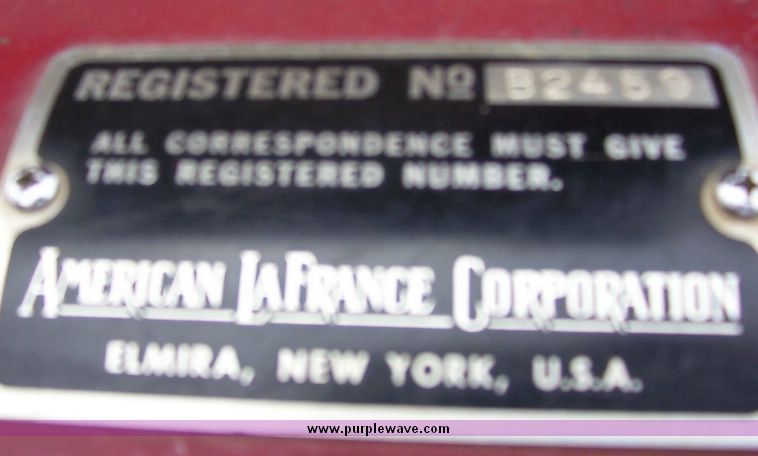 REGISTERED Nº B2459
ALL CORRESPONDENCE MUST GIVE
THIS REGISTERED NUMBER.
AMERICAN LAFRANCE CORPORATION
ELMIRA, NEW YORK, U.S.A.
www.purplewave.com